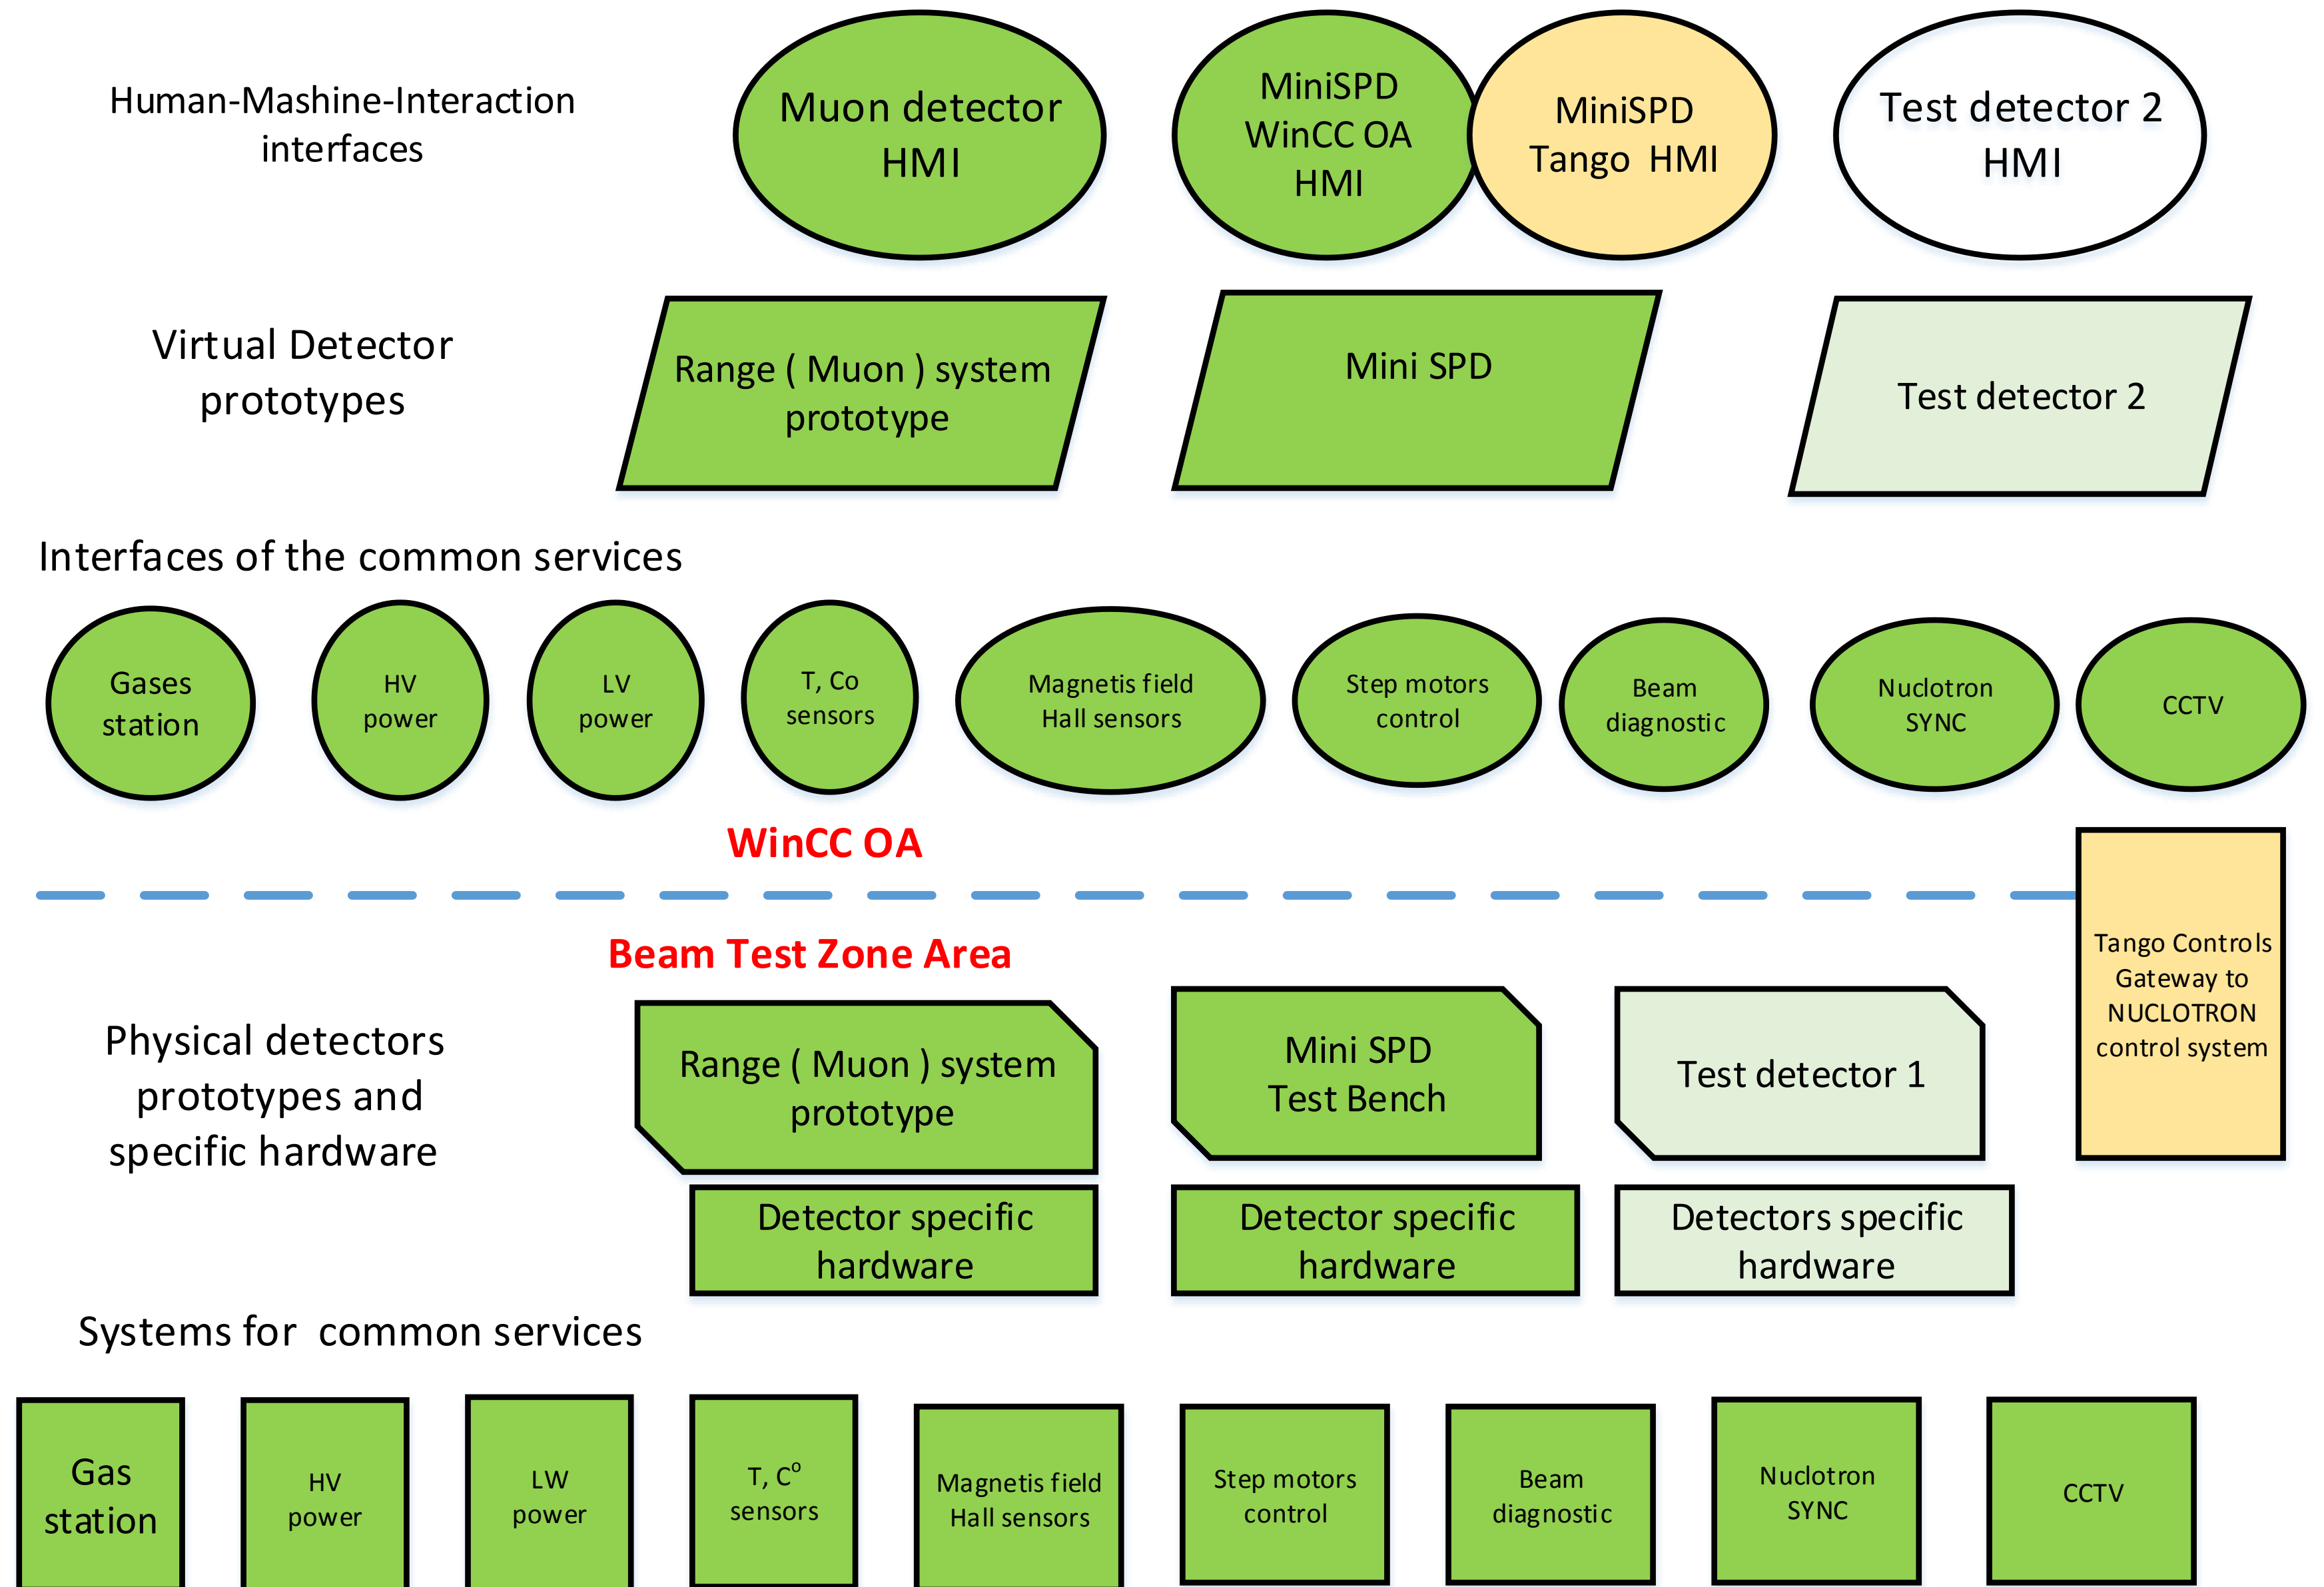 Human-Mashine-Interaction
interfaces
Muon detector
HMI
MiniSPD
WinCC OA
HMI
MiniSPD
Tango HMI
Test detector 2
HMI
Virtual Detector
prototypes
Range ( Muon ) system
prototype
Mini SPD
Test detector 2
Interfaces of the common services
Gases
station
HV
power
LV
power
T, Co
sensors
Magnetis field
Hall sensors
Step motors
control
Beam
diagnostic
Nuclotron
SYNC
CCTV
WinCC OA
Beam Test Zone Area
Tango Controls
Gateway to
NUCLOTRON
control system
Physical detectors
prototypes and
specific hardware
Range ( Muon ) system
prototype
Mini SPD
Test Bench
Test detector 1
Detector specific
hardware
Detector specific
hardware
Detectors specific
hardware
Systems for common services
Gas
station
HV
power
LW
power
T, Cº
sensors
Magnetis field
Hall sensors
Step motors
control
Beam
diagnostic
Nuclotron
SYNC
CCTV